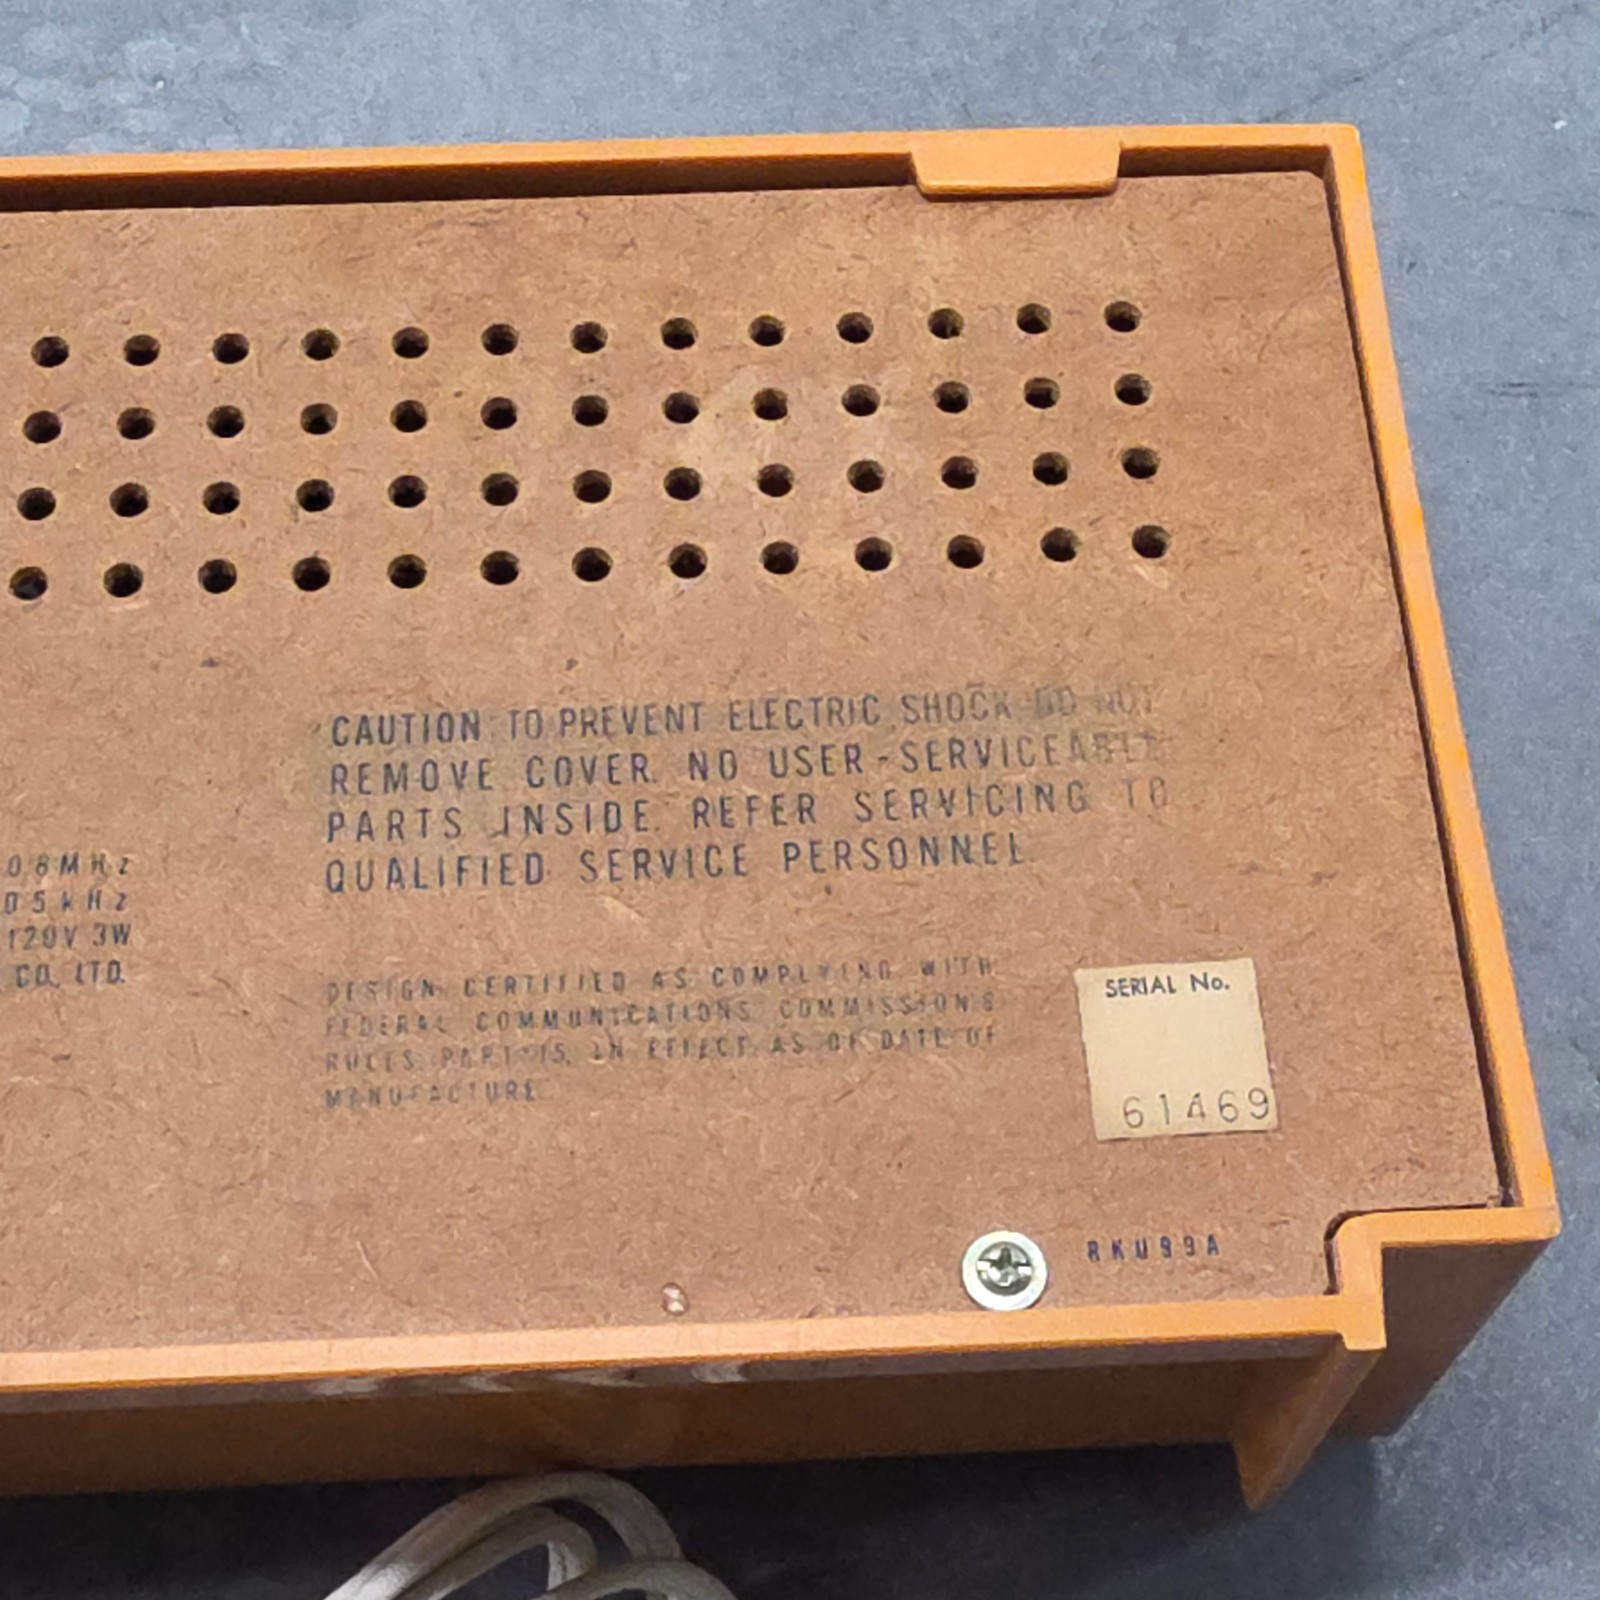 CAUTION: TO PREVENT ELECTRIC SHOCK DO NOT
REMOVE COVER. NO USER-SERVICEABLE
PARTS INSIDE. REFER SERVICING TO
QUALIFIED SERVICE PERSONNEL.
08MHz
05kHz
120V 3W
CO., LTD.
DESIGN CERTIFIED AS COMPLYING WITH
FEDERAL COMMUNICATIONS COMMISSION'S
RULES PART 15, IN EFFECT AS OF DATE OF
MANUFACTURE.
SERIAL No.
61469
RKU99A